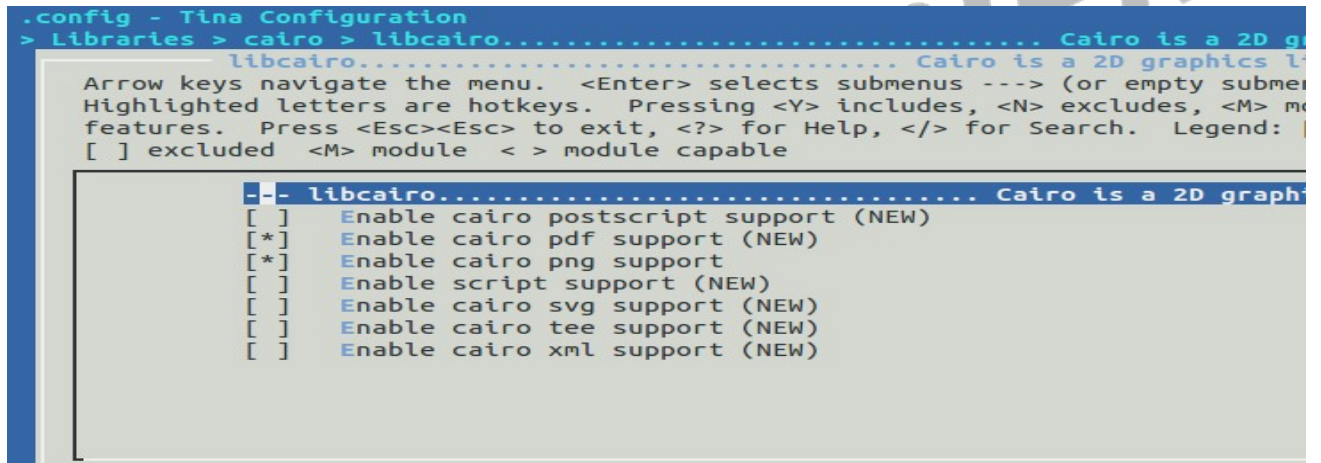 .config - Tina Configuration
> Libraries > cairo > libcairo.................................. Cairo is a 2D
libcairo.................................. Cairo is a 2D graphics
Arrow keys navigate the menu.  <Enter> selects submenus ---> (or empty
Highlighted letters are hotkeys.  Pressing <Y> includes, <N> excludes, <M>
features.  Press <Esc><Esc> to exit, <?> for Help, </> for Search.  Legend:
[ ] excluded  <M> module  < > module capable
--- libcairo.................................. Cairo is a 2D
[ ]   Enable cairo postscript support (NEW)
[*]   Enable cairo pdf support (NEW)
[*]   Enable cairo png support
[ ]   Enable script support (NEW)
[ ]   Enable cairo svg support (NEW)
[ ]   Enable cairo tee support (NEW)
[ ]   Enable cairo xml support (NEW)